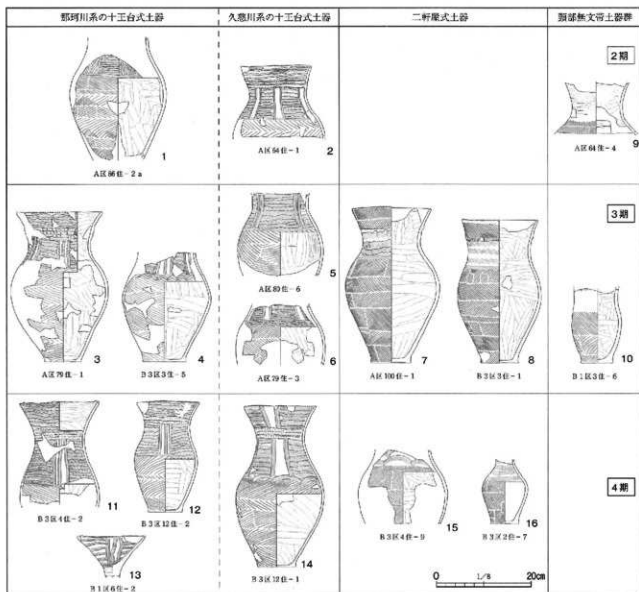 那珂川系の十王台式土器
久慈川系の十王台式土器
二軒屋式土器
頸部無文帯土器群
2期
1
A区66住-2a
2
A区64住-1
9
A区64住-4
3期
3
A区79住-1
4
B3区3住-5
5
A区80住-6
6
A区79住-3
7
A区100住-1
8
B3区3住-1
10
B1区3住-6
4期
11
B3区4住-2
12
B3区12住-2
13
B1区6住-2
14
B3区12住-1
15
B3区4住-9
16
B3区2住-7
0 1/8 20cm